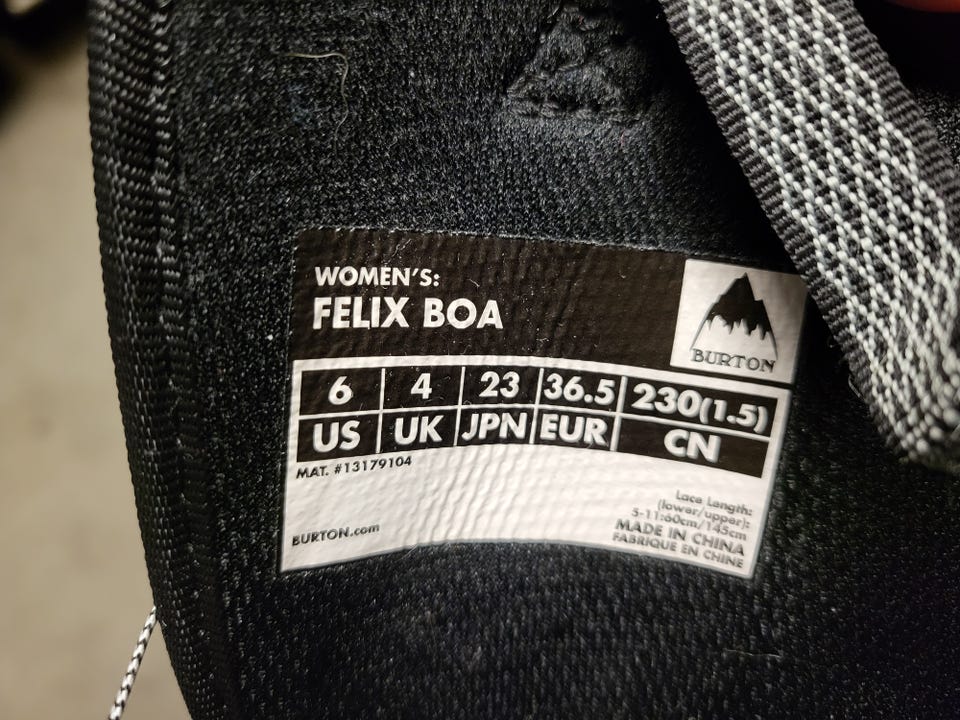 WOMEN'S:
FELIX BOA
BURTON
6 4 23 36.5 230(1.5)
US UK JPN EUR CN
MAT. #13179104
BURTON.com
Lace Length:
(lower/upper):
5-11:60cm/145cm
MADE IN CHINA
FABRIQUE EN CHINE